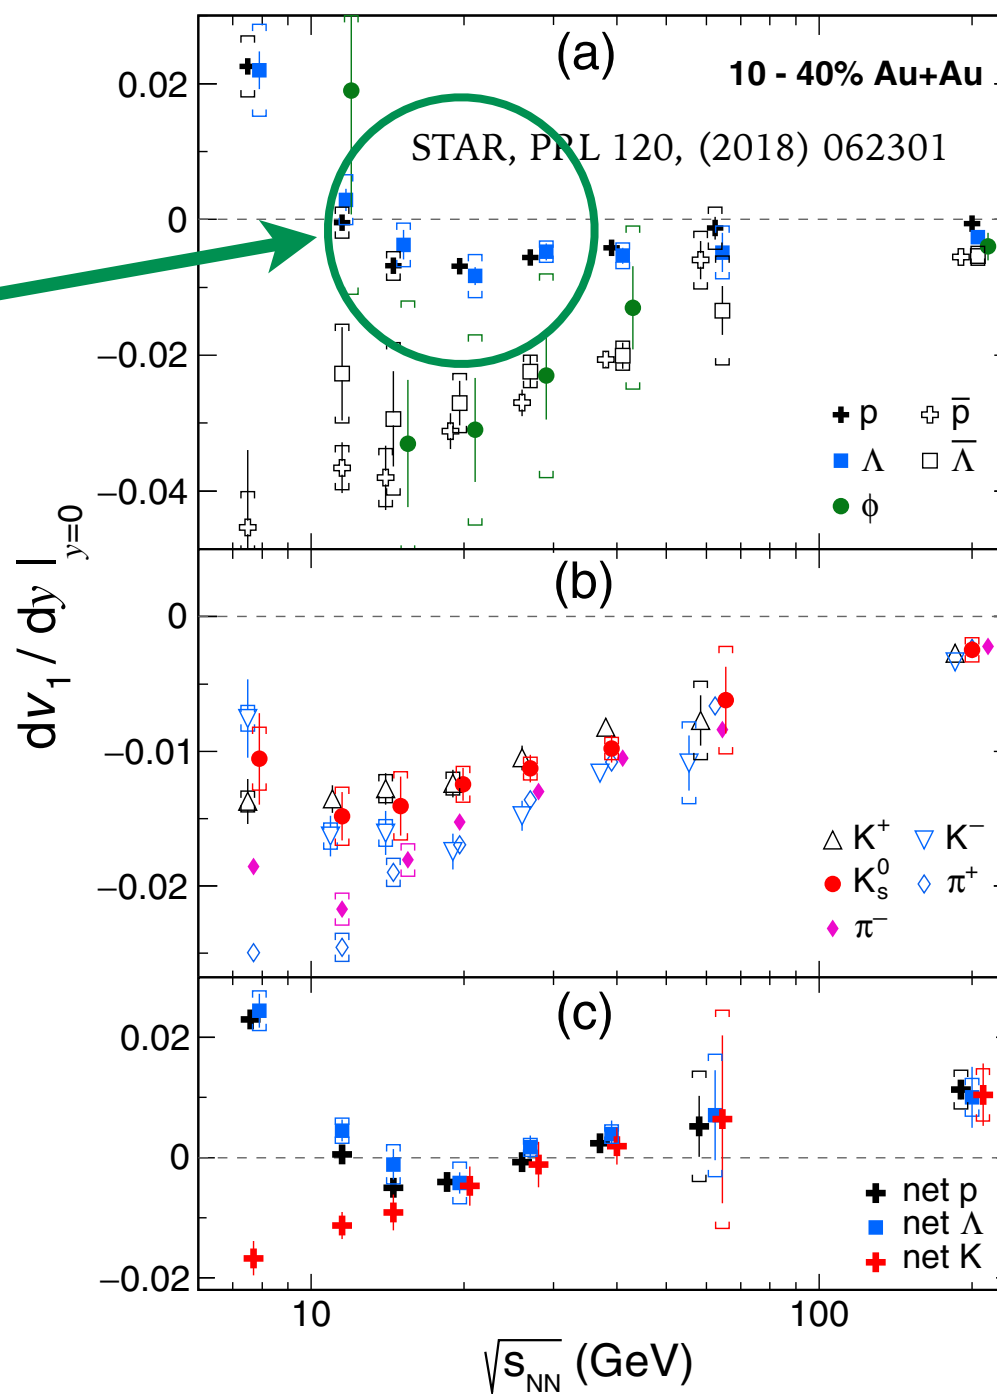 (a)
10 - 40% Au+Au
STAR, PRL 120, (2018) 062301
0.02
0
−0.02
−0.04
p p̅
Λ Λ̅
ϕ
dv₁ / dy |y=0
(b)
0
−0.01
−0.02
K⁺ K⁻
K⁰s π⁺
π⁻
(c)
0.02
0
−0.02
net p
net Λ
net K
10 100
√sNN (GeV)